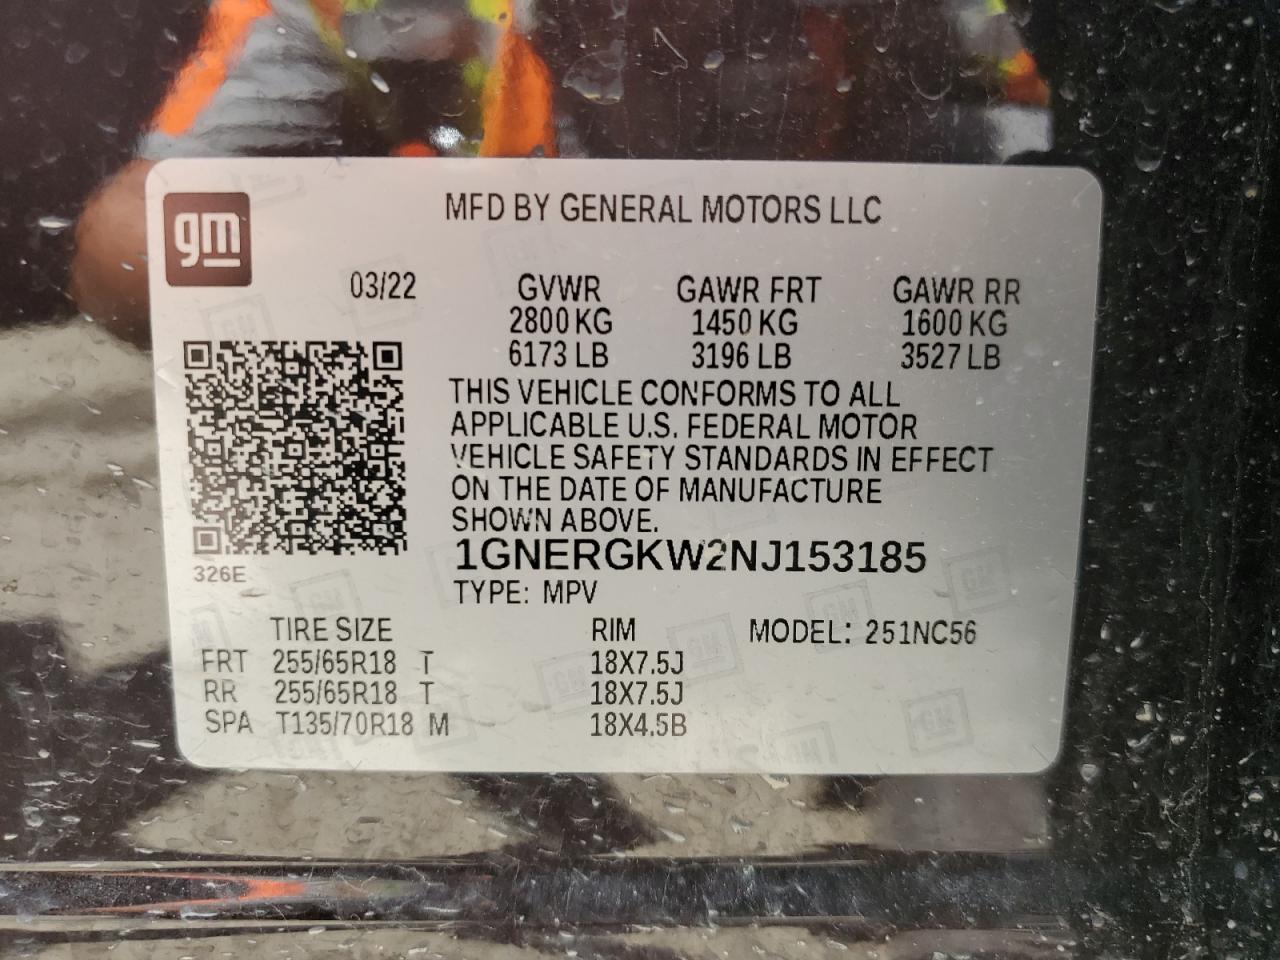 gm
MFD BY GENERAL MOTORS LLC
03/22 GVWR GAWR FRT GAWR RR
2800 KG 1450 KG 1600 KG
6173 LB 3196 LB 3527 LB
THIS VEHICLE CONFORMS TO ALL
APPLICABLE U.S. FEDERAL MOTOR
VEHICLE SAFETY STANDARDS IN EFFECT
ON THE DATE OF MANUFACTURE
SHOWN ABOVE.
1GNERGKW2NJ153185
326E
TYPE: MPV
TIRE SIZE RIM MODEL: 251NC56
FRT 255/65R18 T 18X7.5J
RR 255/65R18 T 18X7.5J
SPA T135/70R18 M 18X4.5B